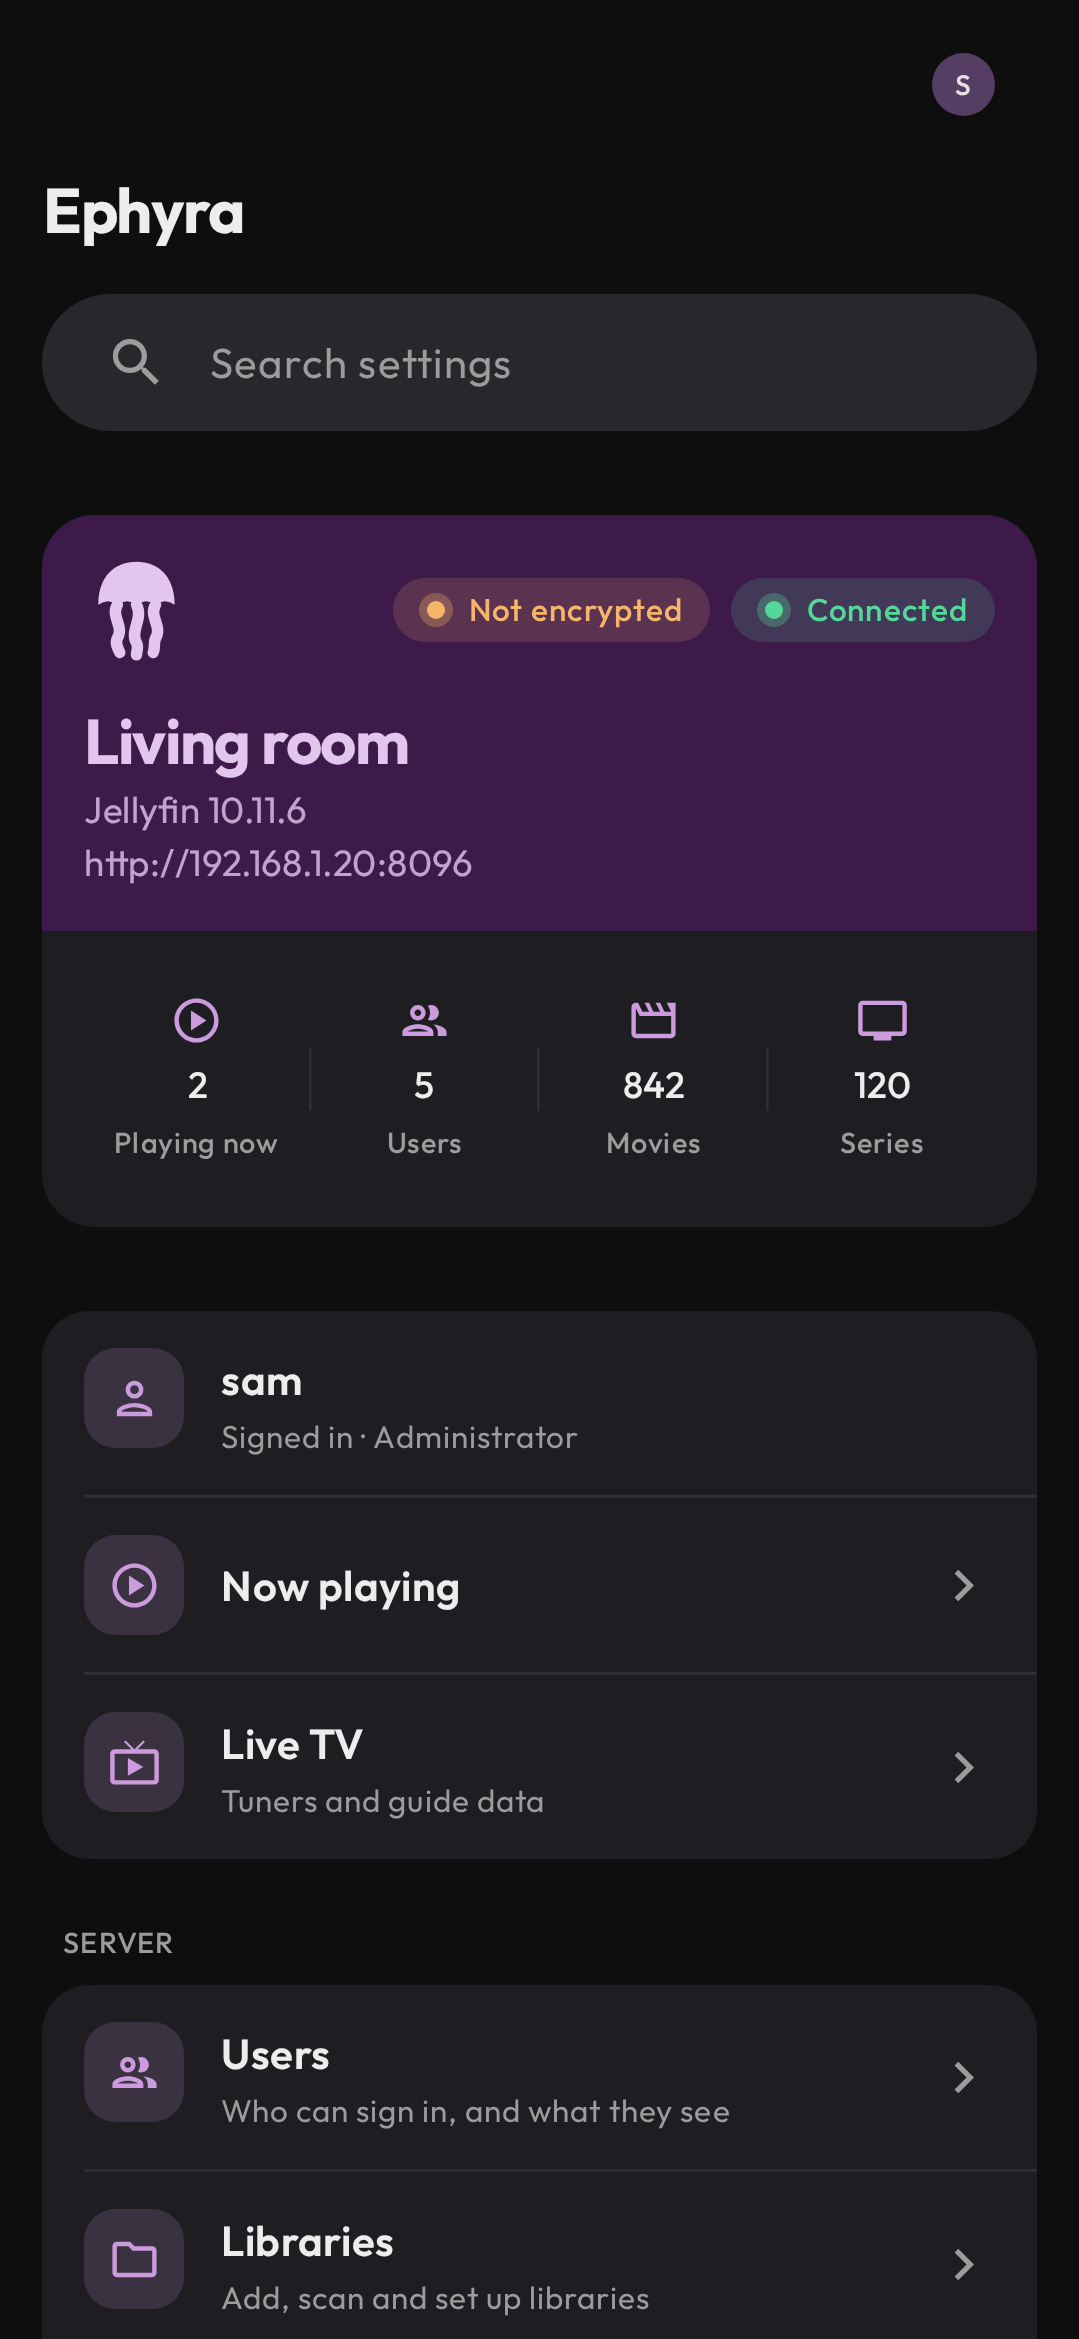 S
Ephyra
Search settings
Not encrypted
Connected
Living room
Jellyfin 10.11.6
http://192.168.1.20:8096
2
5
842
120
Playing now
Users
Movies
Series
sam
Signed in · Administrator
Now playing
Live TV
Tuners and guide data
SERVER
Users
Who can sign in, and what they see
Libraries
Add, scan and set up libraries